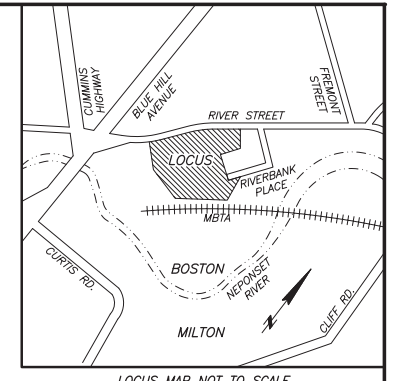 CUMMINS
HIGHWAY
BLUE HILL
AVENUE
FREMONT
STREET
RIVER STREET
LOCUS
RIVERBANK
PLACE
MBTA
CURTIS RD.
BOSTON
NEPONSET
RIVER
N
CLIFF RD.
MILTON
LOCUS MAP NOT TO SCALE